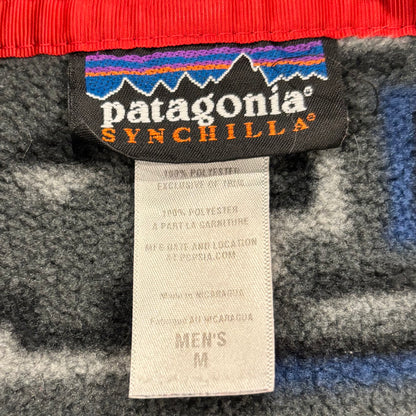 patagonia®
SYNCHILLA®
100% POLYESTER
EXCLUSIVE OF TRIM
100% POLYESTER
A PART LA GARNITURE
MFG DATE AND LOCATION
AT PCPSIA.COM
MADE IN NICARAGUA
FABRIQUÉ AU NICARAGUA
MEN'S
M